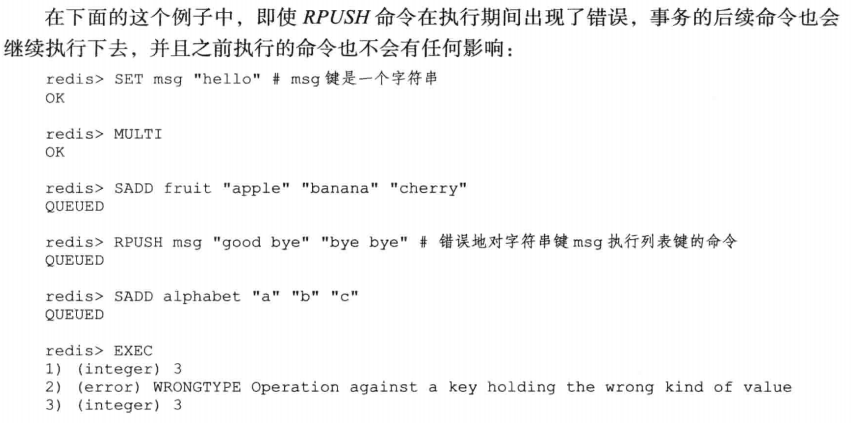 在下面的这个例子中，即使 RPUSH 命令在执行期间出现了错误，事务的后续命令也会
继续执行下去，并且之前执行的命令也不会有任何影响：
redis> SET msg "hello" # msg 键是一个字符串
OK
redis> MULTI
OK
redis> SADD fruit "apple" "banana" "cherry"
QUEUED
redis> RPUSH msg "good bye" "bye bye" # 错误地对字符串键 msg 执行列表键的命令
QUEUED
redis> SADD alphabet "a" "b" "c"
QUEUED
redis> EXEC
1) (integer) 3
2) (error) WRONGTYPE Operation against a key holding the wrong kind of value
3) (integer) 3